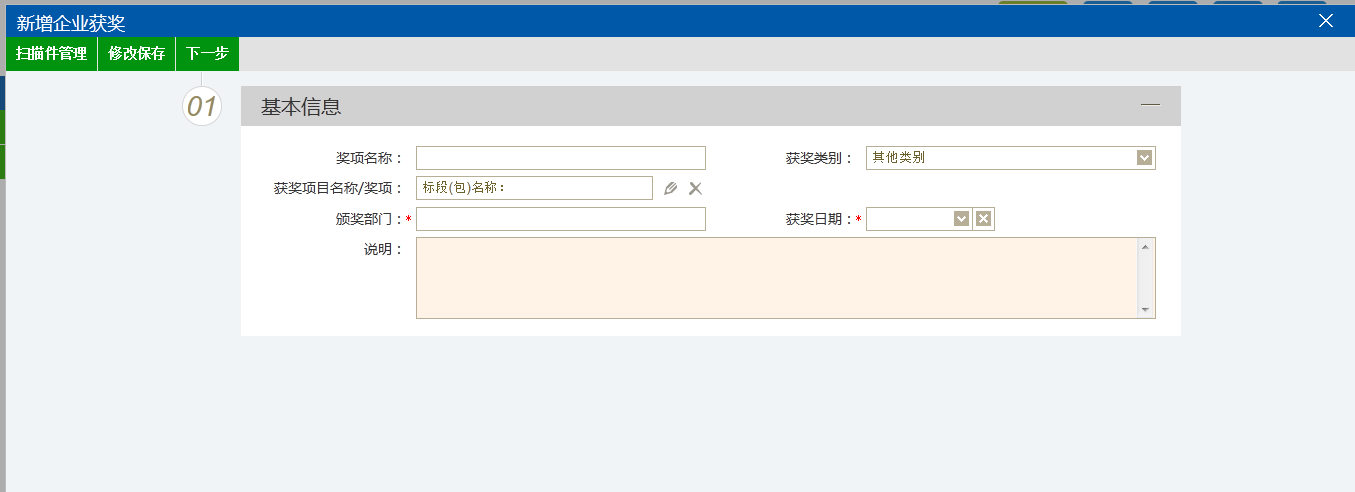 新增企业获奖
扫描件管理 修改保存 下一步
01 基本信息
奖项名称： 获奖类别： 其他类别
获奖项目名称/奖项： 标段(包)名称：
颁奖部门：* 获奖日期：*
说明：